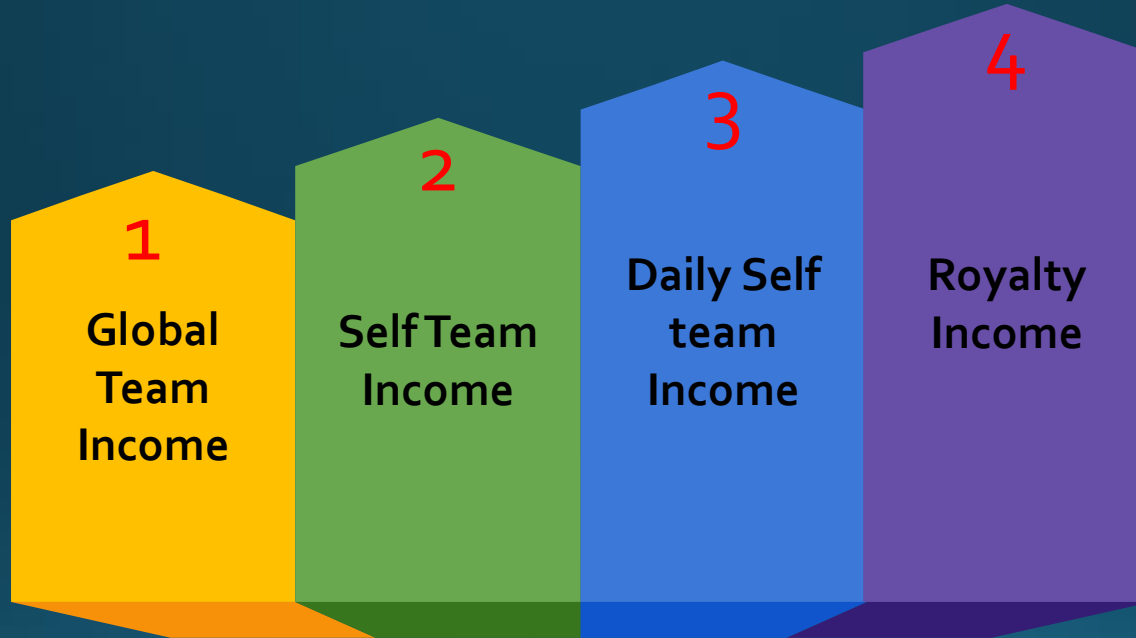 1
Global
Team
Income
2
Self Team
Income
3
Daily Self
team
Income
4
Royalty
Income